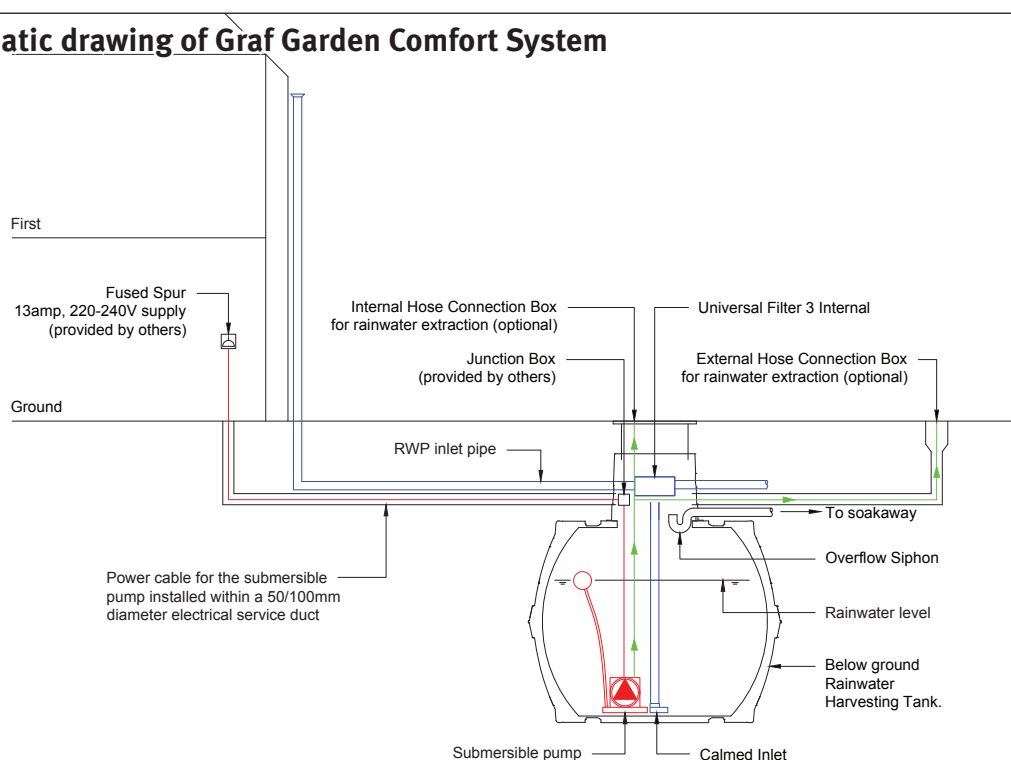 atic drawing of Graf Garden Comfort System
First
Fused Spur
13amp, 220-240V supply
(provided by others)
Internal Hose Connection Box
for rainwater extraction (optional)
Universal Filter 3 Internal
Junction Box
(provided by others)
External Hose Connection Box
for rainwater extraction (optional)
Ground
RWP inlet pipe
To soakaway
Overflow Siphon
Power cable for the submersible
pump installed within a 50/100mm
diameter electrical service duct
Rainwater level
Below ground
Rainwater
Harvesting Tank.
Submersible pump
Calmed Inlet